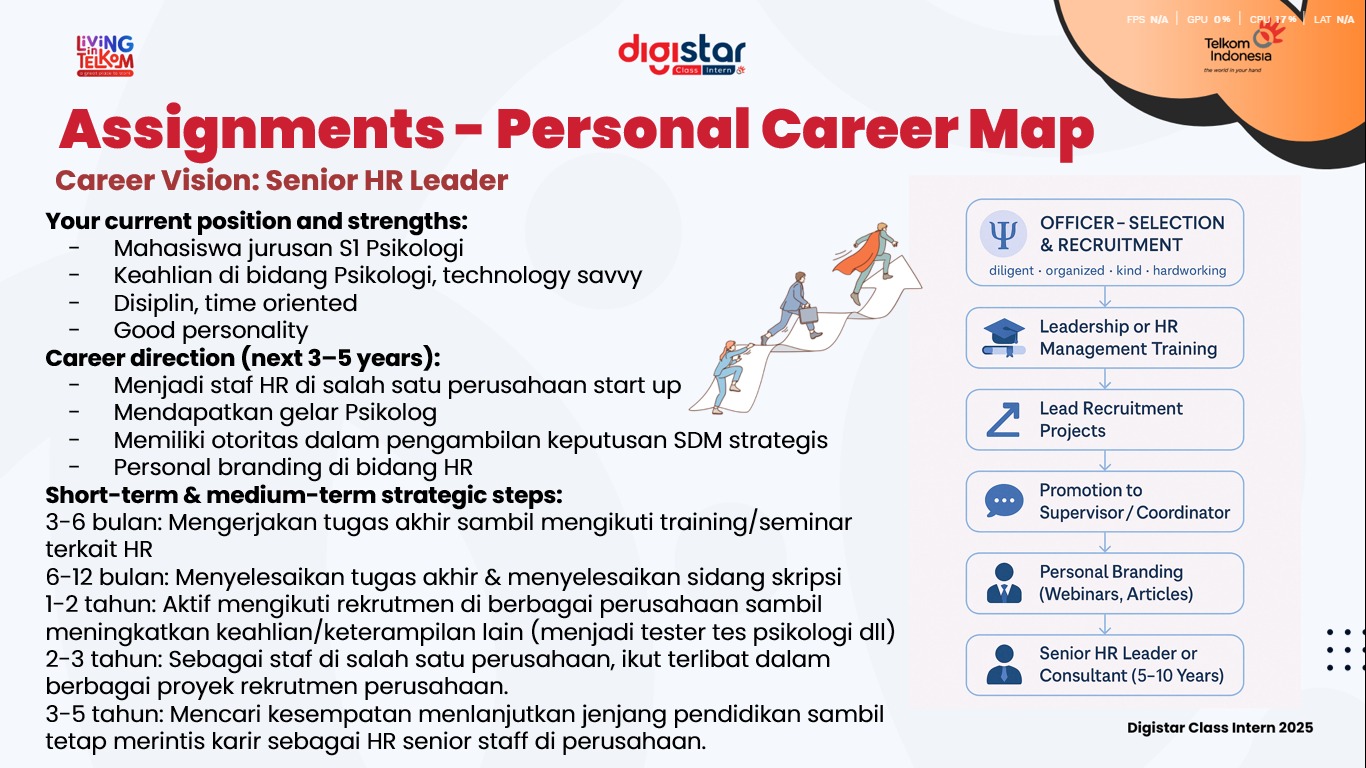 FPS N/A | GPU 0% | CPU 17% | LAT N/A
LiViNG
in
TELKOM
digistar
Class Intern
Telkom
Indonesia
the world in your hand
Assignments - Personal Career Map
Career Vision: Senior HR Leader
Your current position and strengths:
- Mahasiswa jurusan S1 Psikologi
- Keahlian di bidang Psikologi, technology savvy
- Disiplin, time oriented
- Good personality
Career direction (next 3–5 years):
- Menjadi staf HR di salah satu perusahaan start up
- Mendapatkan gelar Psikolog
- Memiliki otoritas dalam pengambilan keputusan SDM strategis
- Personal branding di bidang HR
Short-term & medium-term strategic steps:
3-6 bulan: Mengerjakan tugas akhir sambil mengikuti training/seminar
terkait HR
6-12 bulan: Menyelesaikan tugas akhir & menyelesaikan sidang skripsi
1-2 tahun: Aktif mengikuti rekrutmen di berbagai perusahaan sambil
meningkatkan keahlian/keterampilan lain (menjadi tester tes psikologi dll)
2-3 tahun: Sebagai staf di salah satu perusahaan, ikut terlibat dalam
berbagai proyek rekrutmen perusahaan.
3-5 tahun: Mencari kesempatan menlanjutkan jenjang pendidikan sambil
tetap merintis karir sebagai HR senior staff di perusahaan.
Ψ
OFFICER – SELECTION
& RECRUITMENT
diligent · organized · kind · hardworking
Leadership or HR
Management Training
Lead Recruitment
Projects
Promotion to
Supervisor / Coordinator
Personal Branding
(Webinars, Articles)
Senior HR Leader or
Consultant (5–10 Years)
Digistar Class Intern 2025